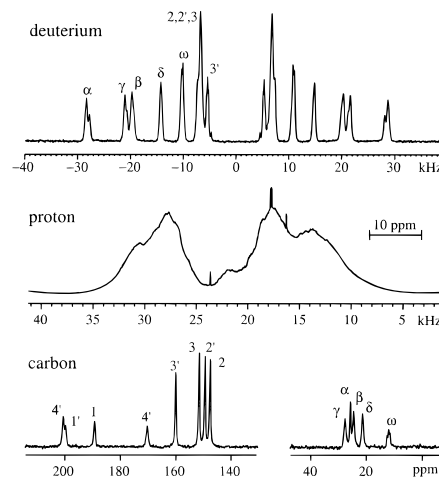 deuterium
2,2',3
α
γ
β
δ
ω
3'
−40 −30 −20 −10 0 10 20 30 kHz
proton
10 ppm
40 35 30 25 20 15 10 5 kHz
carbon
4'
1'
1
4'
3'
3
2'
2
γ
α
β
δ
ω
200 180 160 140 40 20 ppm